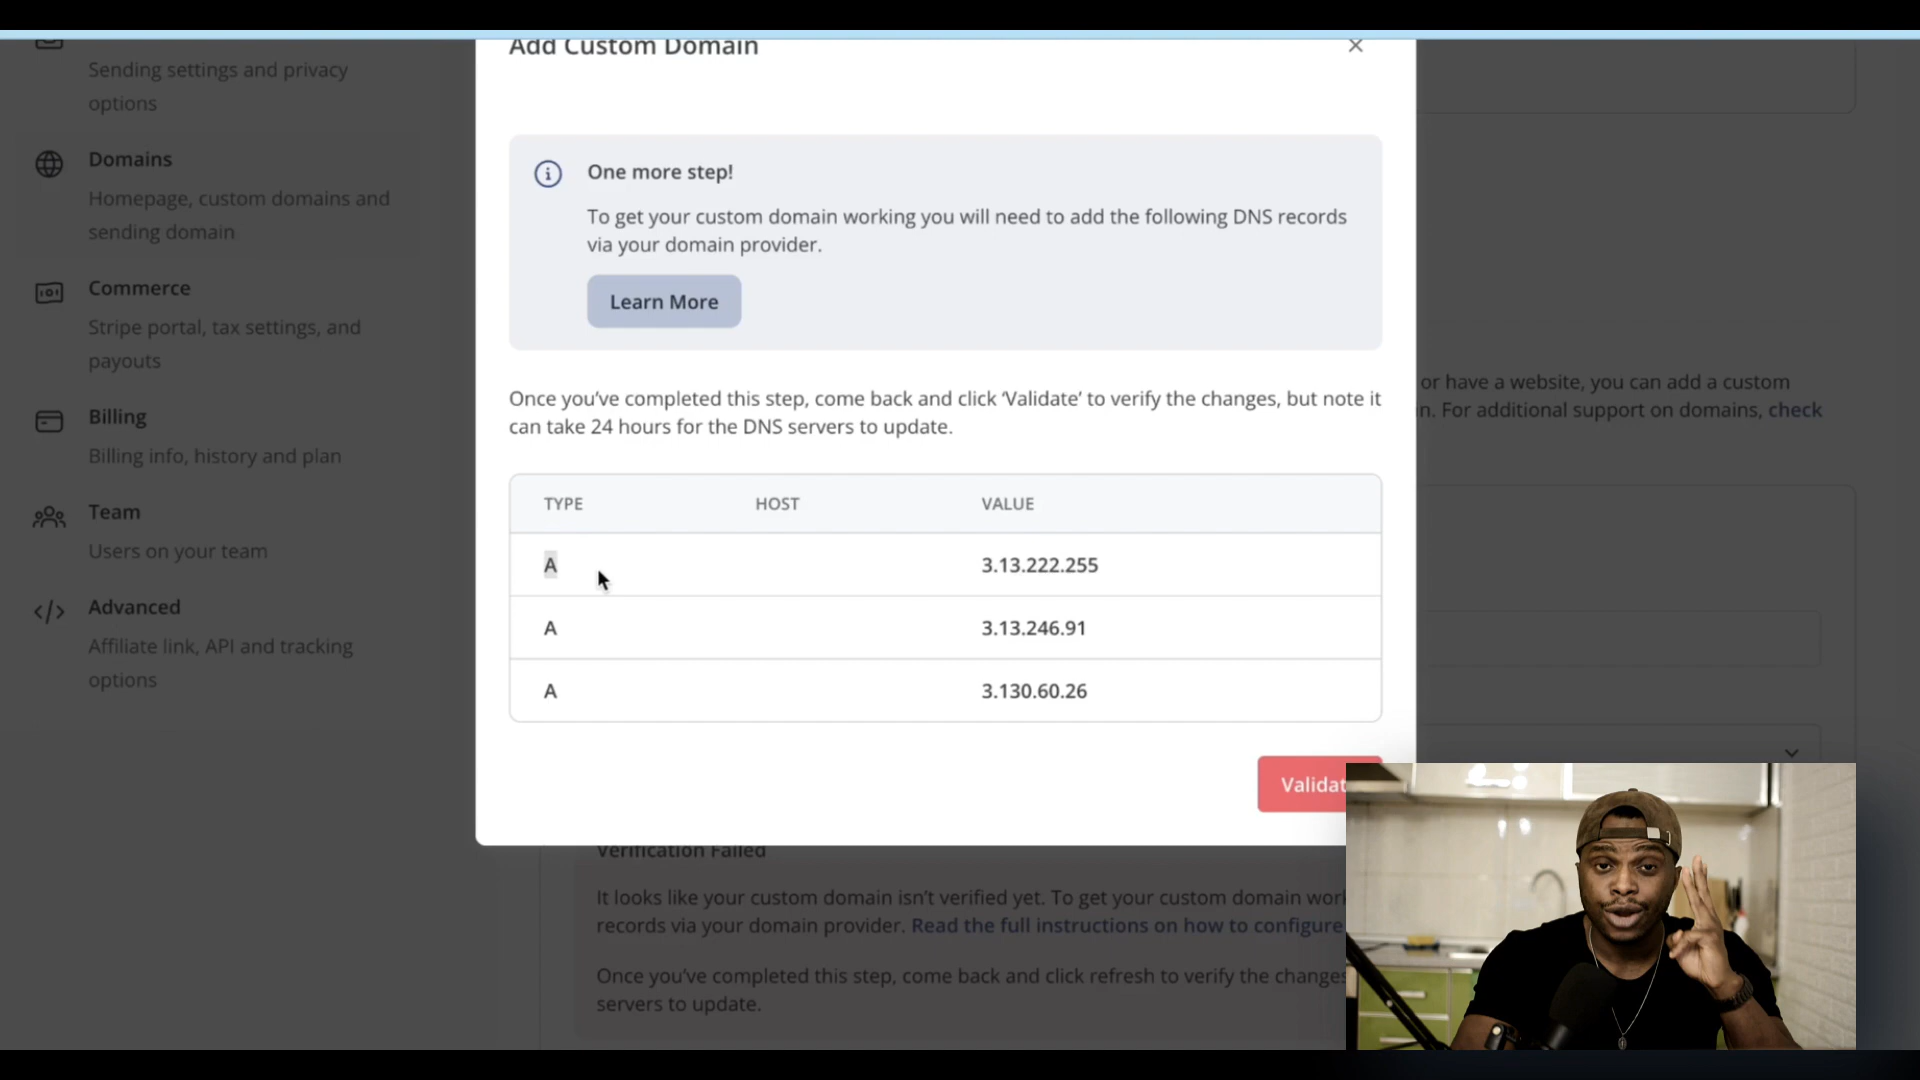 Add Custom Domain
Sending settings and privacy
options
Domains
Homepage, custom domains and
sending domain
Commerce
Stripe portal, tax settings, and
payouts
Billing
Billing info, history and plan
Team
Users on your team
Advanced
Affiliate link, API and tracking
options
One more step!
To get your custom domain working you will need to add the following DNS records
via your domain provider.
Learn More
Once you've completed this step, come back and click 'Validate' to verify the changes, but note it
can take 24 hours for the DNS servers to update.
TYPE HOST VALUE
A 3.13.222.255
A 3.13.246.91
A 3.130.60.26
Validat
or have a website, you can add a custom
n. For additional support on domains, check
Verification Failed
It looks like your custom domain isn't verified yet. To get your custom domain wor
records via your domain provider. Read the full instructions on how to configure
Once you've completed this step, come back and click refresh to verify the changes
servers to update.